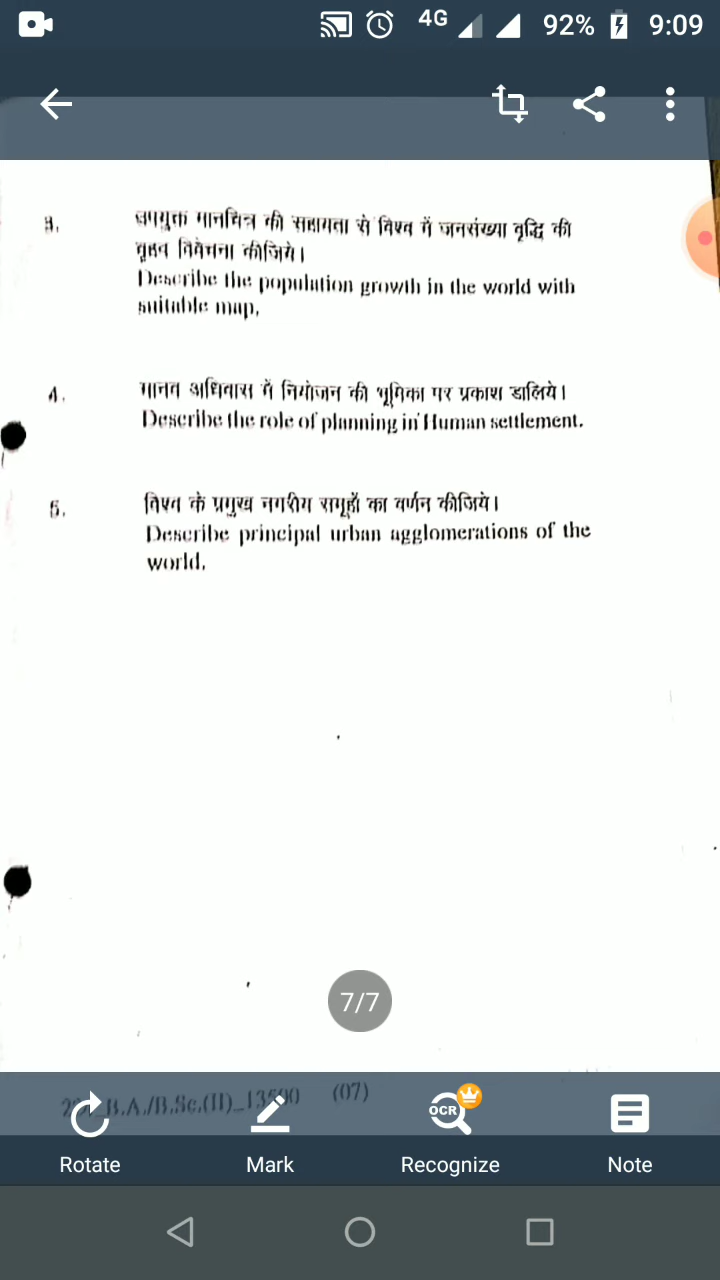 4G 92% 9:09
3. उपयुक्त मानचित्र की सहायता से विश्व में जनसंख्या वृद्धि की
वृहत विवेचना कीजिये।
Describe the population growth in the world with
suitable map.
4. मानव अधिवास में नियोजन की भूमिका पर प्रकाश डालिये।
Describe the role of planning in Human settlement.
5. विश्व के प्रमुख नगरीय समूहों का वर्णन कीजिये।
Describe principal urban agglomerations of the
world.
7/7
B.A./B.Sc.(II)_13500 (07)
OCR
Rotate Mark Recognize Note